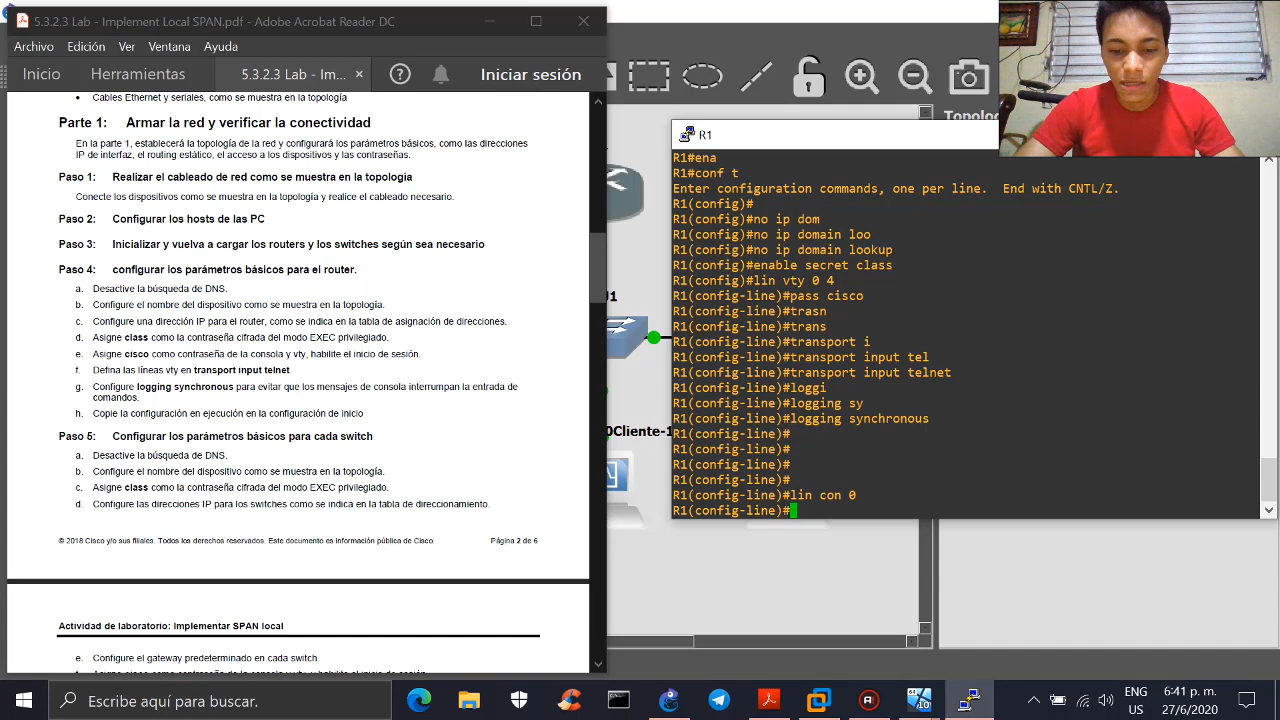 5.3.2.3 Lab - Implement Local SPAN.pdf - Adobe Acrobat Reader DC
Archivo Edición Ver Ventana Ayuda
Inicio Herramientas 5.3.2.3 Lab - Im... × ? Iniciar sesión
• Cables Ethernet y seriales, como se muestra en la topología
Parte 1: Armar la red y verificar la conectividad
En la parte 1, establecerá la topología de la red y configurará los parámetros básicos, como las direcciones
IP de interfaz, el routing estático, el acceso a los dispositivos y las contraseñas.
Paso 1: Realizar el cableado de red como se muestra en la topología
Conecte los dispositivos como se muestra en la topología y realice el cableado necesario.
Paso 2: Configurar los hosts de las PC
Paso 3: Inicializar y vuelva a cargar los routers y los switches según sea necesario
Paso 4: configurar los parámetros básicos para el router.
a. Desactive la búsqueda de DNS.
b. Configure el nombre del dispositivo como se muestra en la topología.
c. Configure una dirección IP para el router, como se indica en la tabla de asignación de direcciones.
d. Asigne class como la contraseña cifrada del modo EXEC privilegiado.
e. Asigne cisco como contraseña de la consola y vty, habilite el inicio de sesión.
f. Defina las líneas vty en transport input telnet.
g. Configure logging synchronous para evitar que los mensajes de consola interrumpan la entrada de
comandos.
h. Copie la configuración en ejecución en la configuración de inicio
Paso 5: Configurar los parámetros básicos para cada switch
a. Desactive la búsqueda de DNS.
b. Configure el nombre del dispositivo como se muestra en la topología.
c. Asigne class como la contraseña cifrada del modo EXEC privilegiado.
d. Configure las direcciones IP para los switches como se indica en la tabla de direccionamiento.
© 2018 Cisco y/o sus filiales. Todos los derechos reservados. Este documento es información pública de Cisco. Página 2 de 6
Actividad de laboratorio: Implementar SPAN local
e. Configure el gateway predeterminado en cada switch.
R1
R1#ena
R1#conf t
Enter configuration commands, one per line. End with CNTL/Z.
R1(config)#
R1(config)#no ip dom
R1(config)#no ip domain loo
R1(config)#no ip domain lookup
R1(config)#enable secret class
R1(config)#lin vty 0 4
R1(config-line)#pass cisco
R1(config-line)#trasn
R1(config-line)#trans
R1(config-line)#transport i
R1(config-line)#transport input tel
R1(config-line)#transport input telnet
R1(config-line)#loggi
R1(config-line)#logging sy
R1(config-line)#logging synchronous
R1(config-line)#
R1(config-line)#
R1(config-line)#
R1(config-line)#
R1(config-line)#lin con 0
R1(config-line)#
0Cliente-1
Escribe aquí para buscar.
ENG
US
6:41 p. m.
27/6/2020